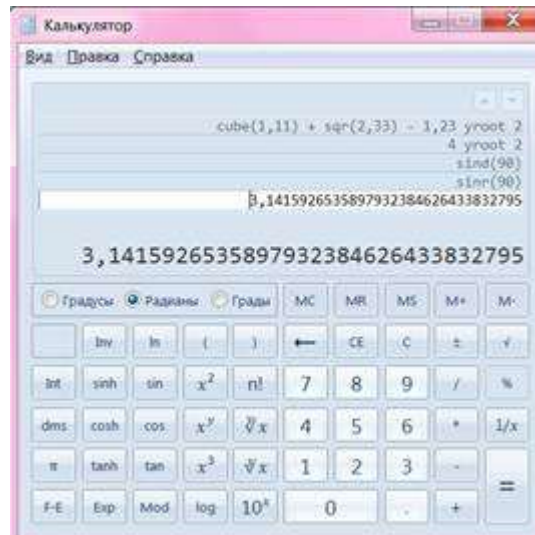 Калькулятор
Вид Правка Справка
cube(1,11) + sqr(2,33) - 1,23 yroot 2
4 yroot 2
sind(90)
sinr(90)
3,1415926535897932384626433832795
3,1415926535897932384626433832795
Градусы Радианы Грады MC MR MS M+ M-
Inv ln ( ) ← CE C ± √
Int sinh sin x² n! 7 8 9 / %
dms cosh cos xʸ ʸ√x 4 5 6 * 1/x
π tanh tan x³ ³√x 1 2 3 - =
F-E Exp Mod log 10ˣ 0 . +